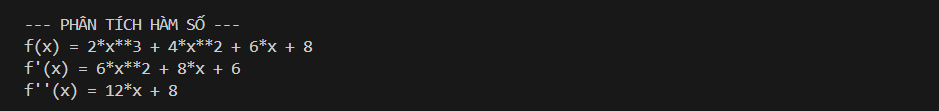 --- PHÂN TÍCH HÀM SỐ ---
f(x) = 2*x**3 + 4*x**2 + 6*x + 8
f'(x) = 6*x**2 + 8*x + 6
f''(x) = 12*x + 8